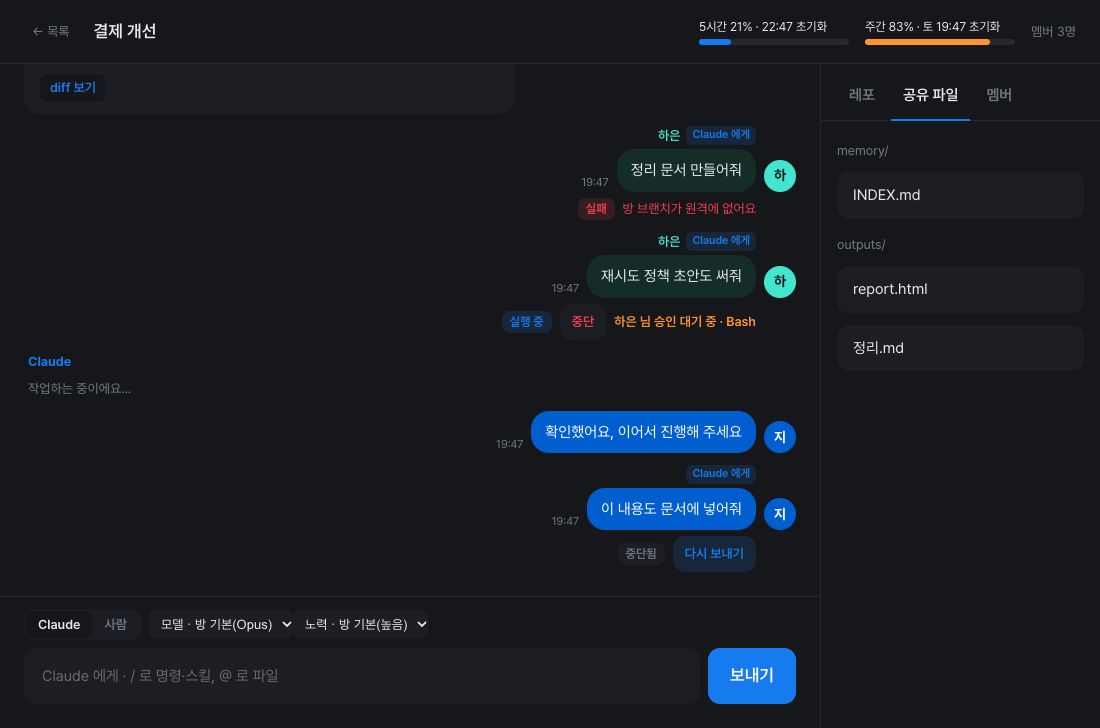 ← 목록
결제 개선
5시간 21% · 22:47 초기화
주간 83% · 토 19:47 초기화
멤버 3명
diff 보기
하은 Claude 에게
정리 문서 만들어줘
하
19:47
실패 방 브랜치가 원격에 없어요
하은 Claude 에게
재시도 정책 초안도 써줘
하
19:47
실행 중 중단 하은 님 승인 대기 중 · Bash
Claude
작업하는 중이에요...
확인했어요, 이어서 진행해 주세요
지
19:47
Claude 에게
이 내용도 문서에 넣어줘
지
19:47
중단됨 다시 보내기
Claude 사람 모델 · 방 기본(Opus) 노력 · 방 기본(높음)
Claude 에게 · / 로 명령·스킬, @ 로 파일
보내기
레포 공유 파일 멤버
memory/
INDEX.md
outputs/
report.html
정리.md